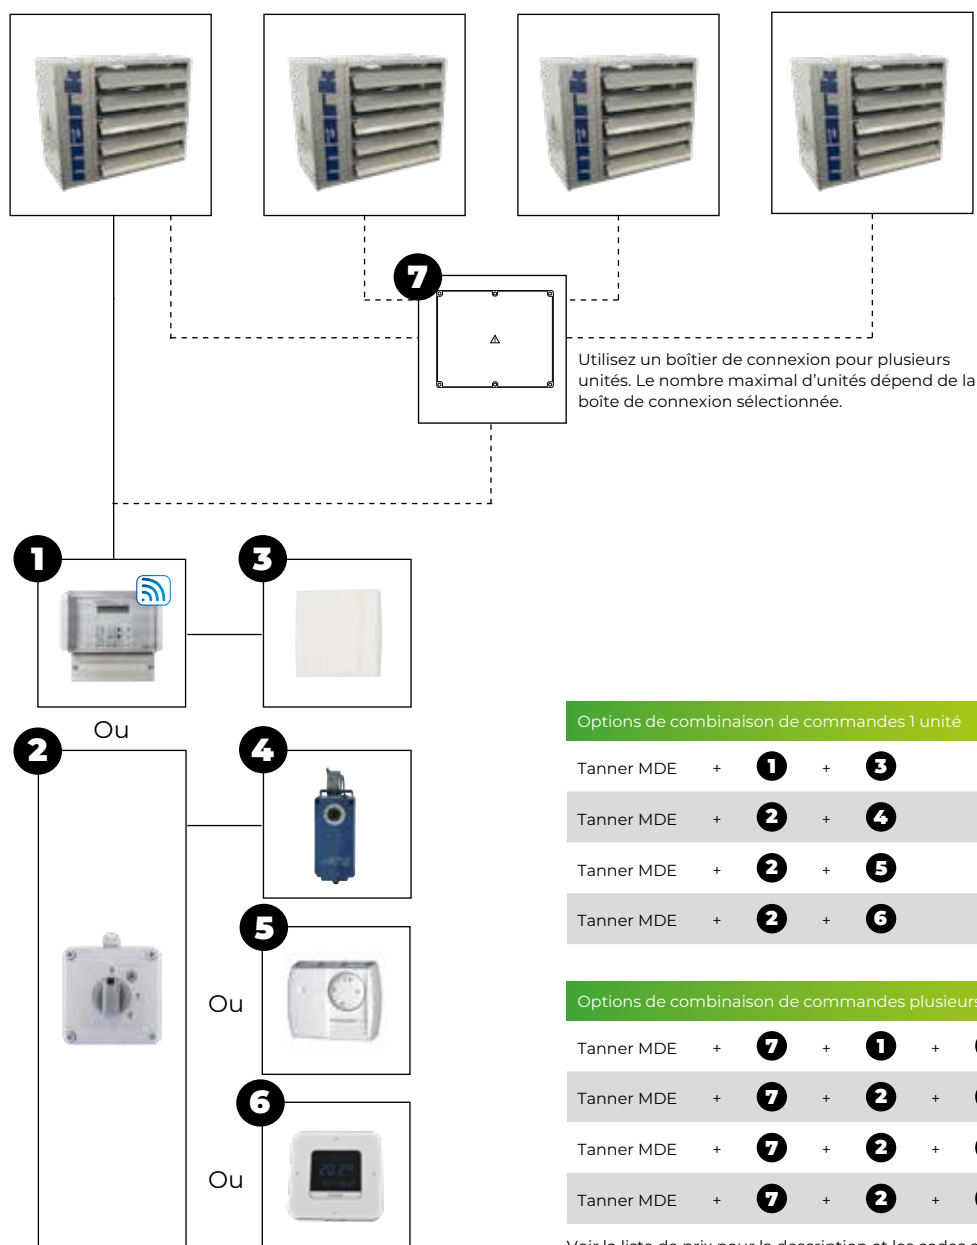 7
Utilisez un boîtier de connexion pour plusieurs
unités. Le nombre maximal d'unités dépend de la
boîte de connexion sélectionnée.
1
3
Ou
2
4
5
Ou
6
20.2°
Ou
Options de combinaison de commandes 1 unité
Tanner MDE + 1 + 3
Tanner MDE + 2 + 4
Tanner MDE + 2 + 5
Tanner MDE + 2 + 6
Options de combinaison de commandes plusieurs
Tanner MDE + 7 + 1 +
Tanner MDE + 7 + 2 +
Tanner MDE + 7 + 2 +
Tanner MDE + 7 + 2 +